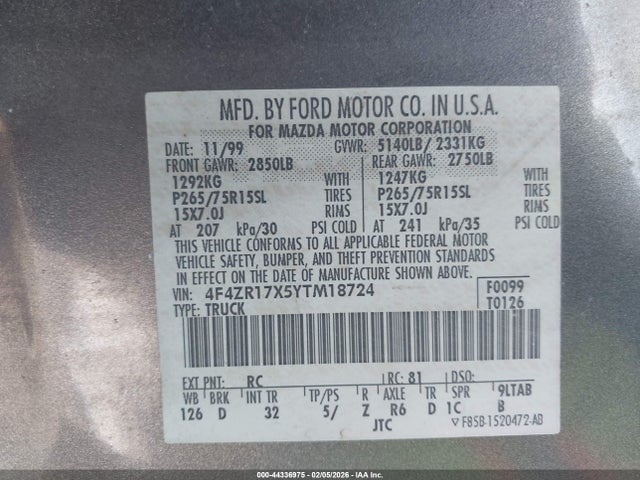 MFD. BY FORD MOTOR CO. IN U.S.A.
FOR MAZDA MOTOR CORPORATION
DATE: 11/99 GVWR: 5140LB/ 2331KG
FRONT GAWR: 2850LB REAR GAWR: 2750LB
1292KG WITH 1247KG WITH
P265/75R15SL TIRES P265/75R15SL TIRES
15X7.0J RIMS 15X7.0J RIMS
AT 207 kPa/30 PSI COLD AT 241 kPa/35 PSI COLD
THIS VEHICLE CONFORMS TO ALL APPLICABLE FEDERAL MOTOR
VEHICLE SAFETY, BUMPER, AND THEFT PREVENTION STANDARDS
IN EFFECT ON THE DATE OF MANUFACTURE SHOWN ABOVE.
VIN: 4F4ZR17X5YTM18724 F0099
TYPE: TRUCK T0126
EXT PNT: RC RC: 81 DSO:
WB BRK INT TR TP/PS R AXLE TR SPR 9LTAB
126 D 32 5/ Z R6 D 1C B
JTC F85B-1520472-AB
000-44336975 - 02/05/2026 - IAA Inc.